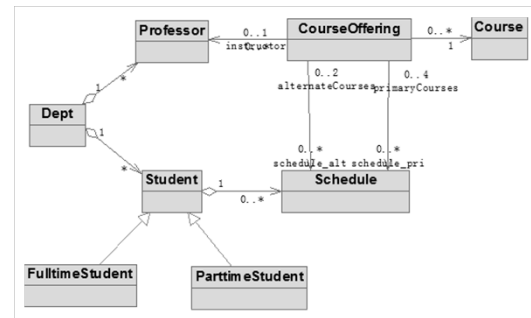 Professor
CourseOffering
Course
0..1
instructor
0..*
0..*
1
0..2
alternateCourses
0..4
primaryCourses
1
*
Dept
1
*
0..*
schedule_alt
0..*
schedule_pri
Student
1
0..*
Schedule
FulltimeStudent
ParttimeStudent